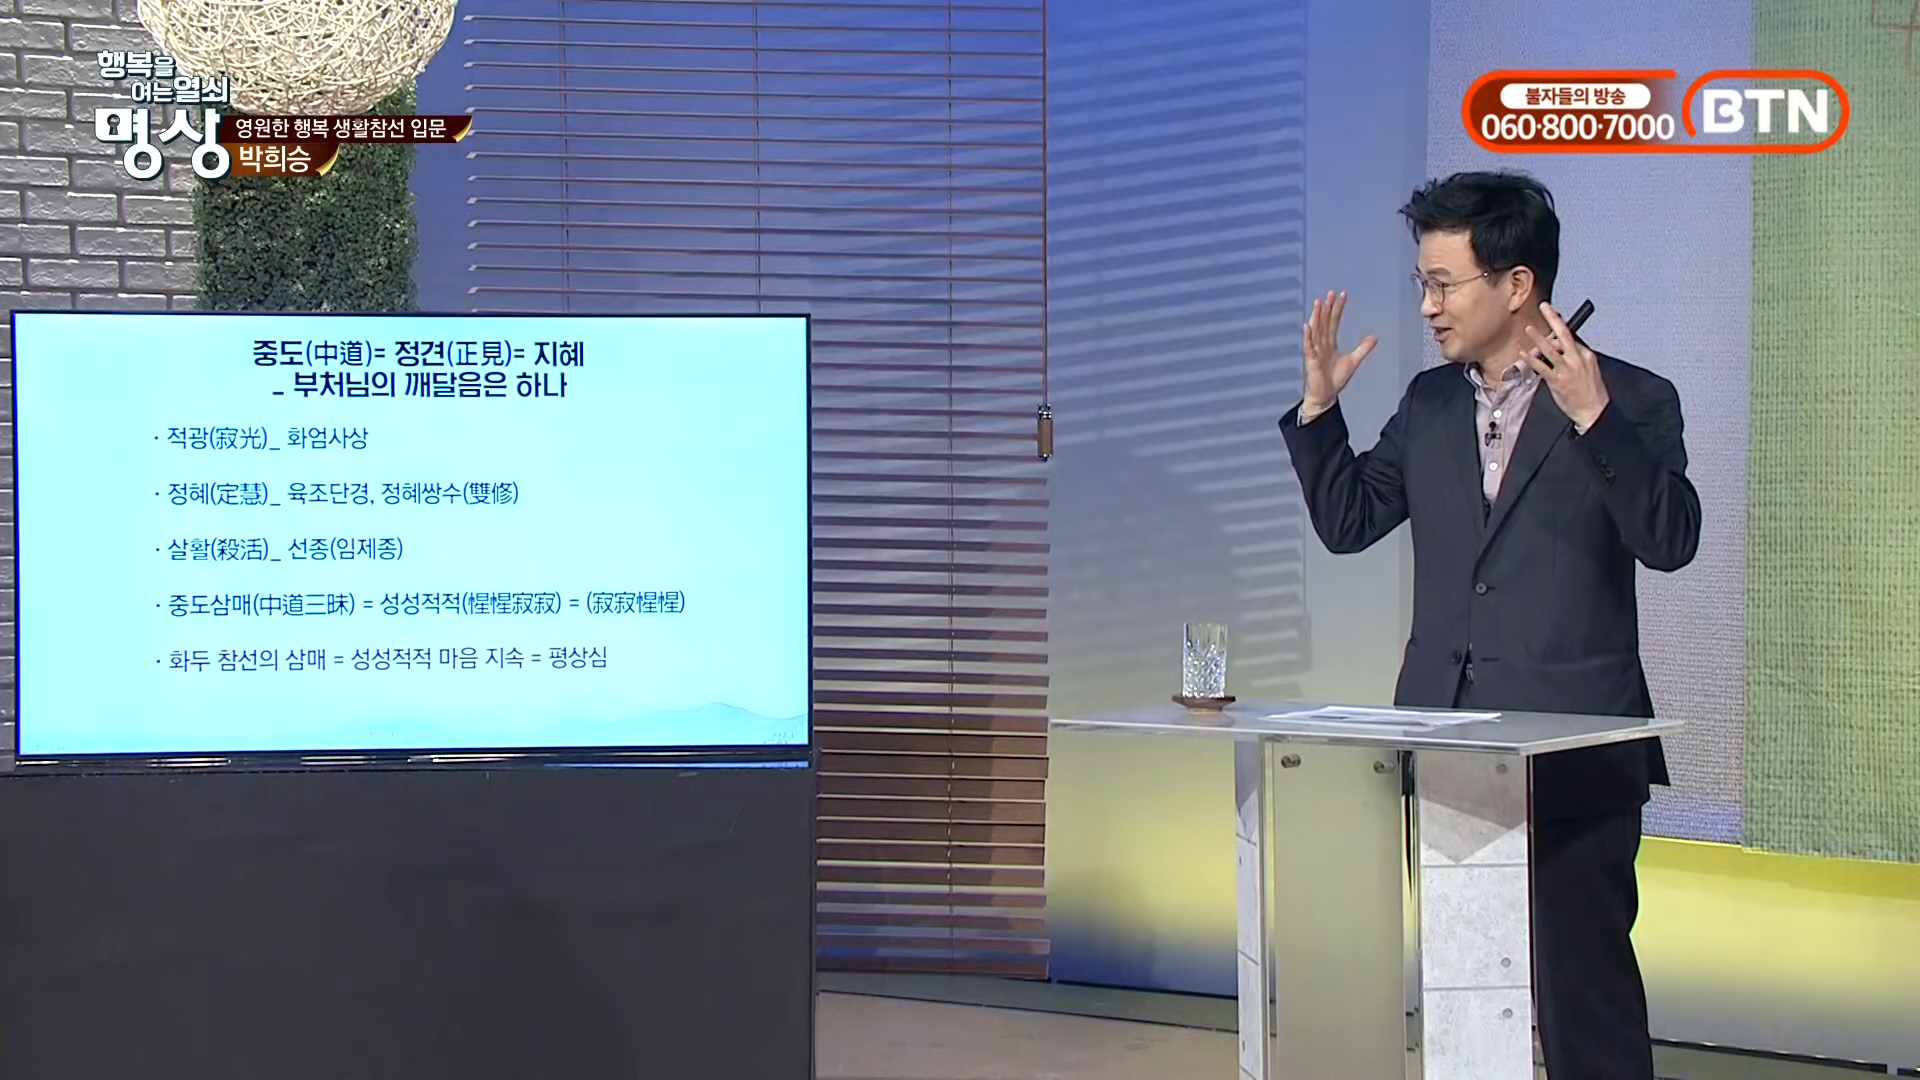 행복을
여는열쇠
명상
영원한 행복 생활참선 입문
박희승
불자들의 방송
060·800·7000
BTN
중도(中道)= 정견(正見)= 지혜
_ 부처님의 깨달음은 하나
· 적광(寂光)_ 화엄사상
· 정혜(定慧)_ 육조단경, 정혜쌍수(雙修)
· 살활(殺活)_ 선종(임제종)
· 중도삼매(中道三昧) = 성성적적(惺惺寂寂) = (寂寂惺惺)
· 화두 참선의 삼매 = 성성적적 마음 지속 = 평상심